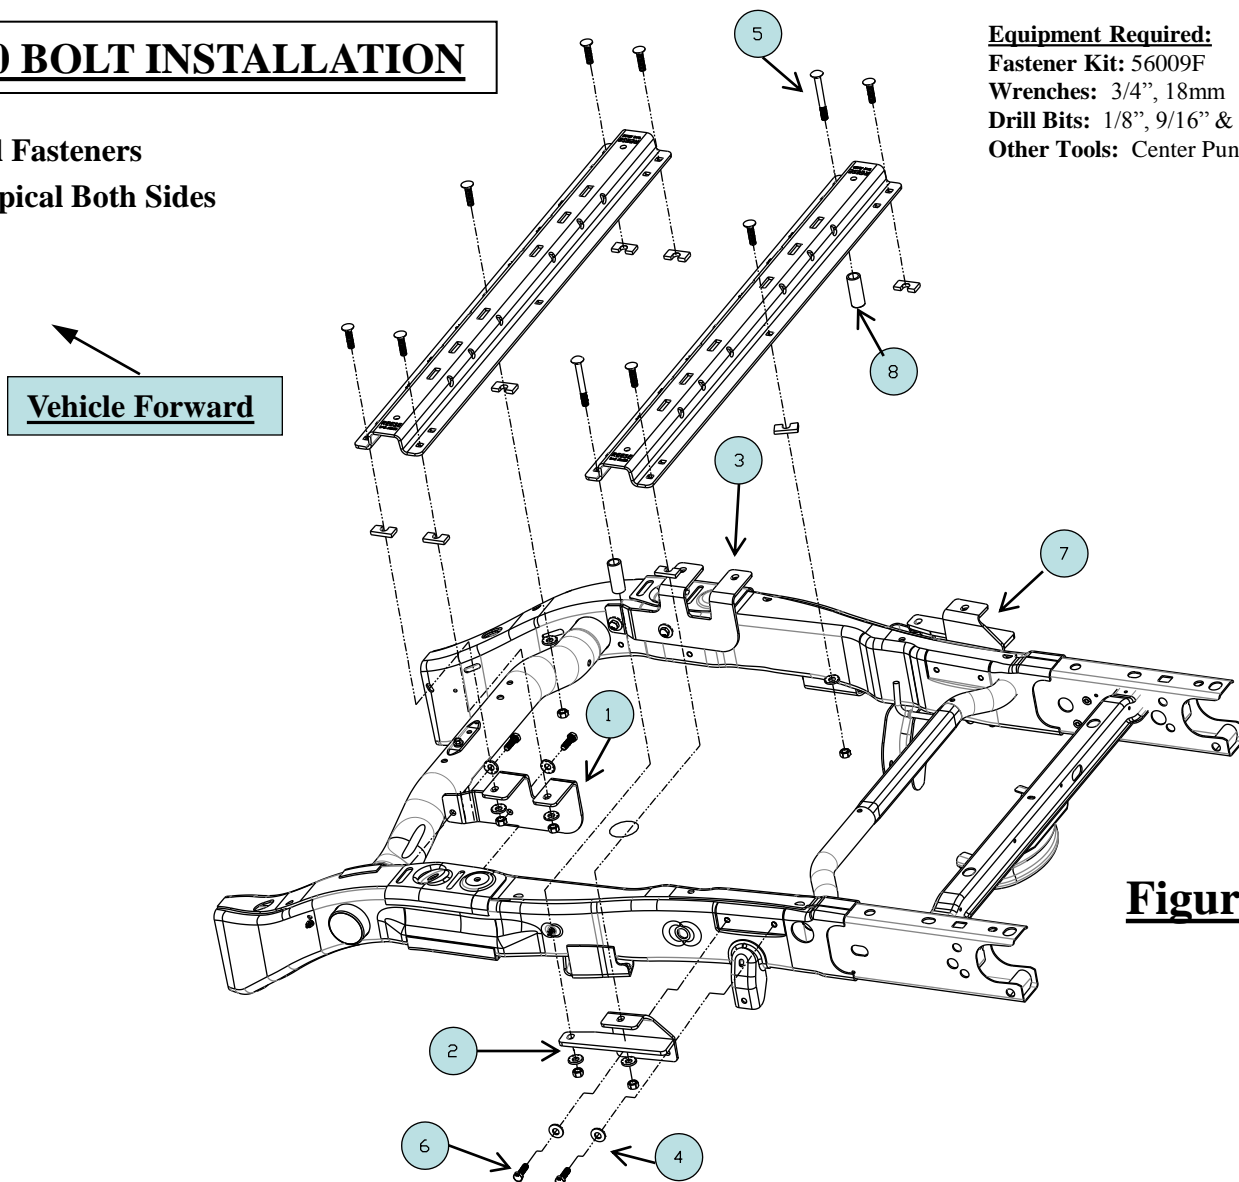 0 BOLT INSTALLATION
Fasteners
pical Both Sides
Vehicle Forward
Equipment Required:
Fastener Kit: 56009F
Wrenches: 3/4”, 18mm
Drill Bits: 1/8”, 9/16” &
Other Tools: Center Pun
5
8
3
7
1
2
6
4
Figur